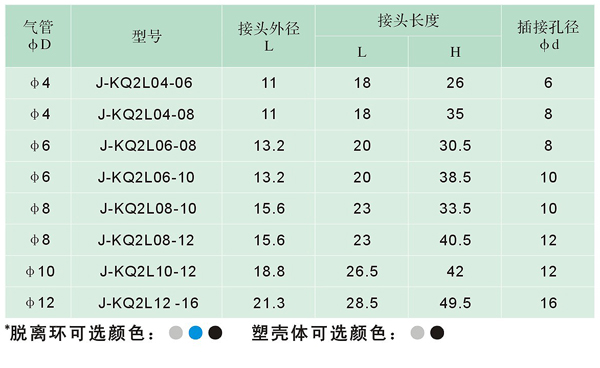 气管 φD 型号 接头外径 L 接头长度 插接孔径 φd
L H
φ4 J-KQ2L04-06 11 18 26 6
φ4 J-KQ2L04-08 11 18 35 8
φ6 J-KQ2L06-08 13.2 20 30.5 8
φ6 J-KQ2L06-10 13.2 20 38.5 10
φ8 J-KQ2L08-10 15.6 23 33.5 10
φ8 J-KQ2L08-12 15.6 23 40.5 12
φ10 J-KQ2L10-12 18.8 26.5 42 12
φ12 J-KQ2L12 -16 21.3 28.5 49.5 16
*脱离环可选颜色： 塑壳体可选颜色：